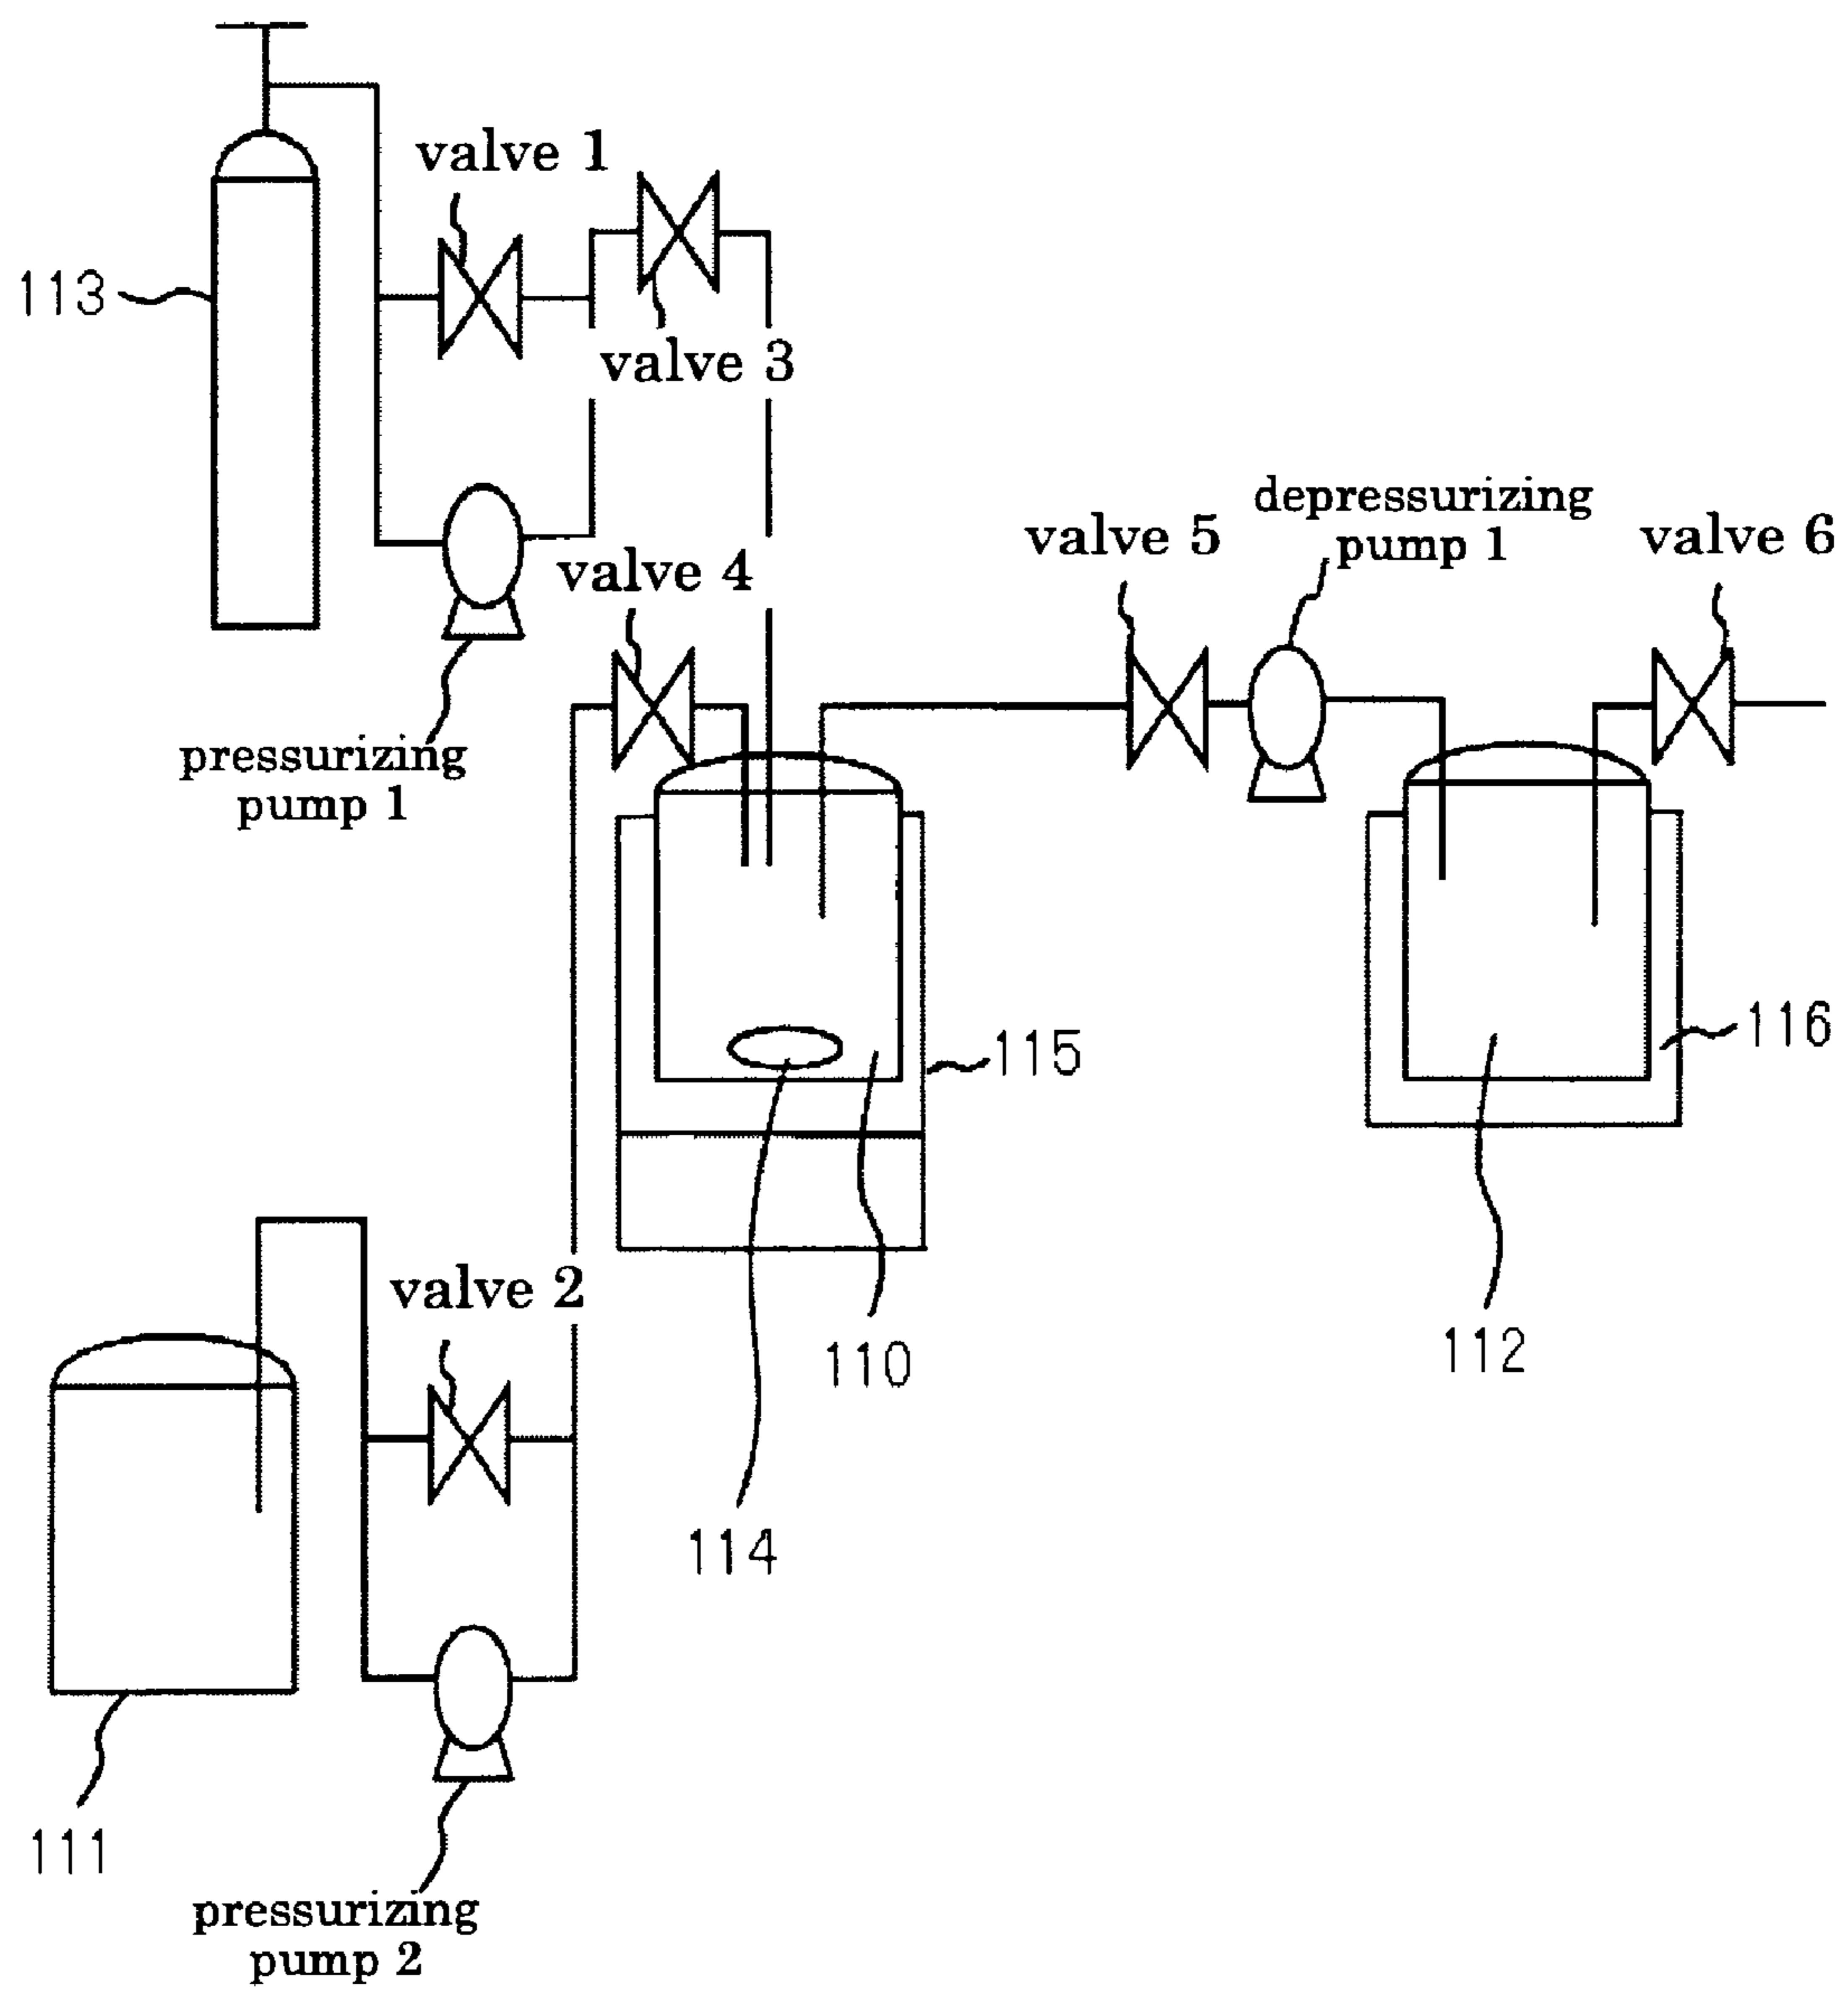 valve 1
113
valve 3
depressurizing
pump 1
valve 5
valve 6
valve 4
pressurizing
pump 1
116
115
valve 2
110
112
114
111
pressurizing
pump 2